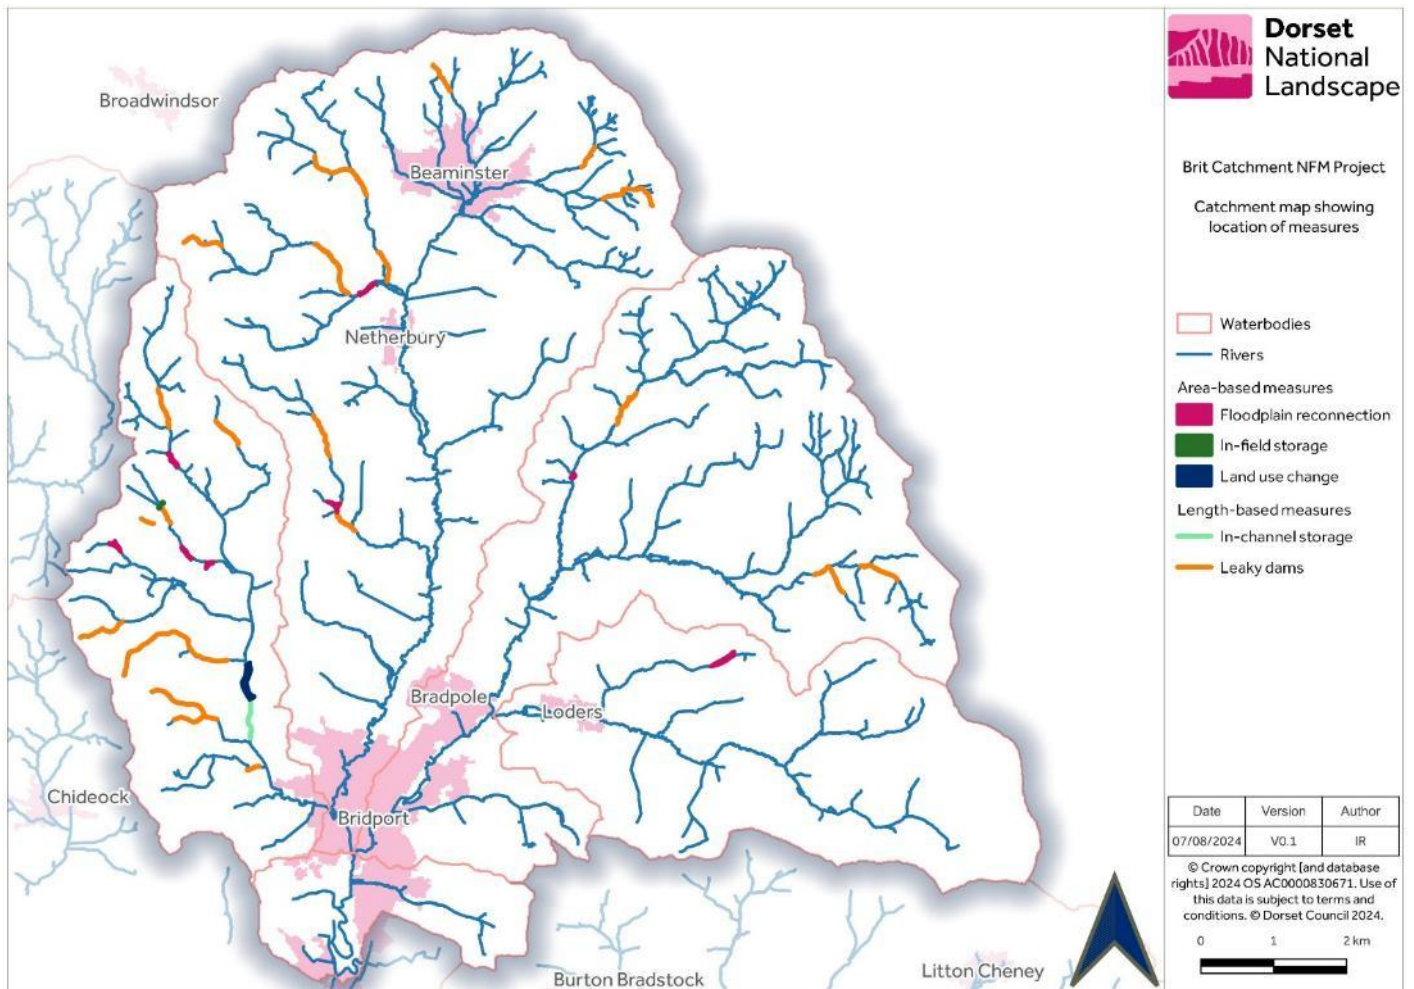 Broadwindsor
Beaminster
Netherbury
Bradpole
Loders
Chideock
Bridport
Burton Bradstock
Litton Cheney
Dorset
National
Landscape
Brit Catchment NFM Project
Catchment map showing
location of measures
Waterbodies
Rivers
Area-based measures
Floodplain reconnection
In-field storage
Land use change
Length-based measures
In-channel storage
Leaky dams
Date Version Author
07/08/2024 V0.1 IR
© Crown copyright [and database
rights] 2024 OS AC0000830671. Use of
this data is subject to terms and
conditions. © Dorset Council 2024.
0 1 2 km